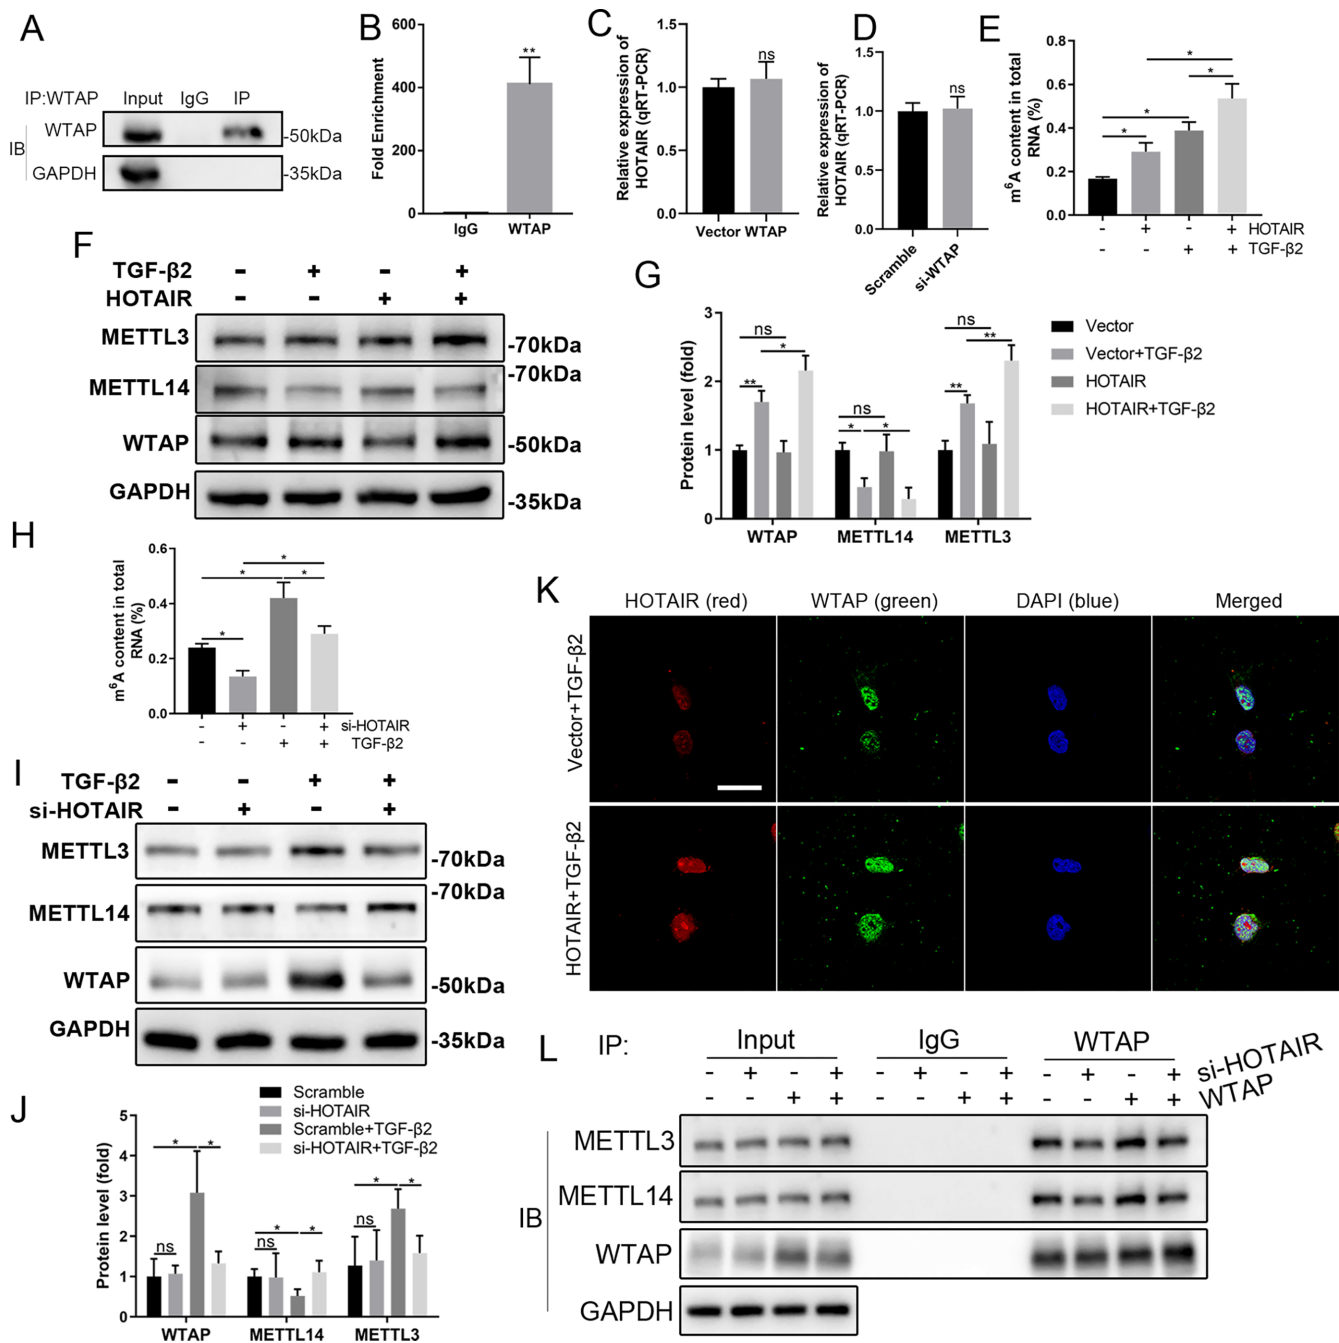 A
IP:WTAP Input IgG IP
IB
WTAP -50kDa
GAPDH -35kDa
B
Fold Enrichment
600
400
200
0
**
IgG WTAP
C
Relative expression of
HOTAIR (qRT-PCR)
1.5
1.0
0.5
0.0
ns
Vector WTAP
D
Relative expression of
HOTAIR (qRT-PCR)
1.5
1.0
0.5
0.0
ns
Scramble
si-WTAP
E
m⁶A content in total
RNA (%)
0.8
0.6
0.4
0.2
0.0
* * * *
- + - + HOTAIR
- - + + TGF-β2
F
TGF-β2 - + - +
HOTAIR - - + +
METTL3 -70kDa
-70kDa
METTL14
WTAP -50kDa
GAPDH -35kDa
G
Protein level (fold)
3
2
1
0
ns ** *
ns * *
ns ** **
WTAP METTL14 METTL3
Vector
Vector+TGF-β2
HOTAIR
HOTAIR+TGF-β2
H
m⁶A content in total
RNA (%)
0.6
0.4
0.2
0.0
* * * *
- + - + si-HOTAIR
- - + + TGF-β2
I
TGF-β2 - - + +
si-HOTAIR - + - +
METTL3 -70kDa
-70kDa
METTL14
WTAP -50kDa
GAPDH -35kDa
J
Scramble
si-HOTAIR
Scramble+TGF-β2
si-HOTAIR+TGF-β2
Protein level (fold)
5
4
3
2
1
0
ns * *
ns * *
ns * *
WTAP METTL14 METTL3
K
HOTAIR (red) WTAP (green) DAPI (blue) Merged
Vector+TGF-β2
HOTAIR+TGF-β2
L
IP: Input IgG WTAP
- + - + - + - + - + - + si-HOTAIR
- - + + - - + + - - + + WTAP
IB
METTL3
METTL14
WTAP
GAPDH